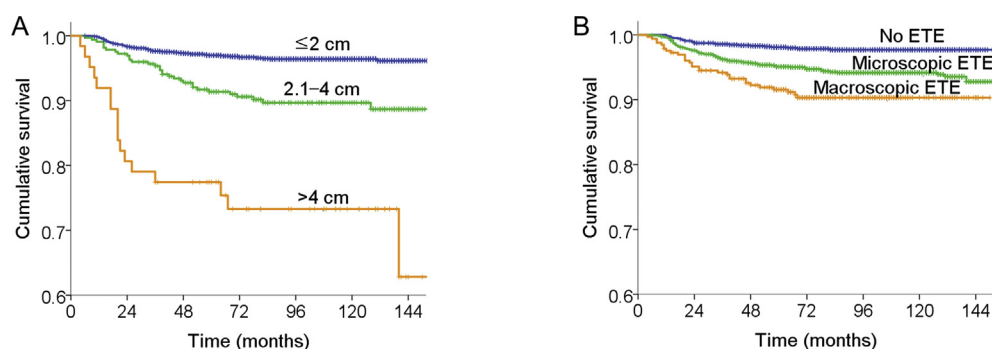 A
Cumulative survival
1.0
0.9
0.8
0.7
0.6
≤2 cm
2.1–4 cm
>4 cm
0 24 48 72 96 120 144
Time (months)
B
Cumulative survival
1.0
0.9
0.8
0.7
0.6
No ETE
Microscopic ETE
Macroscopic ETE
0 24 48 72 96 120 144
Time (months)